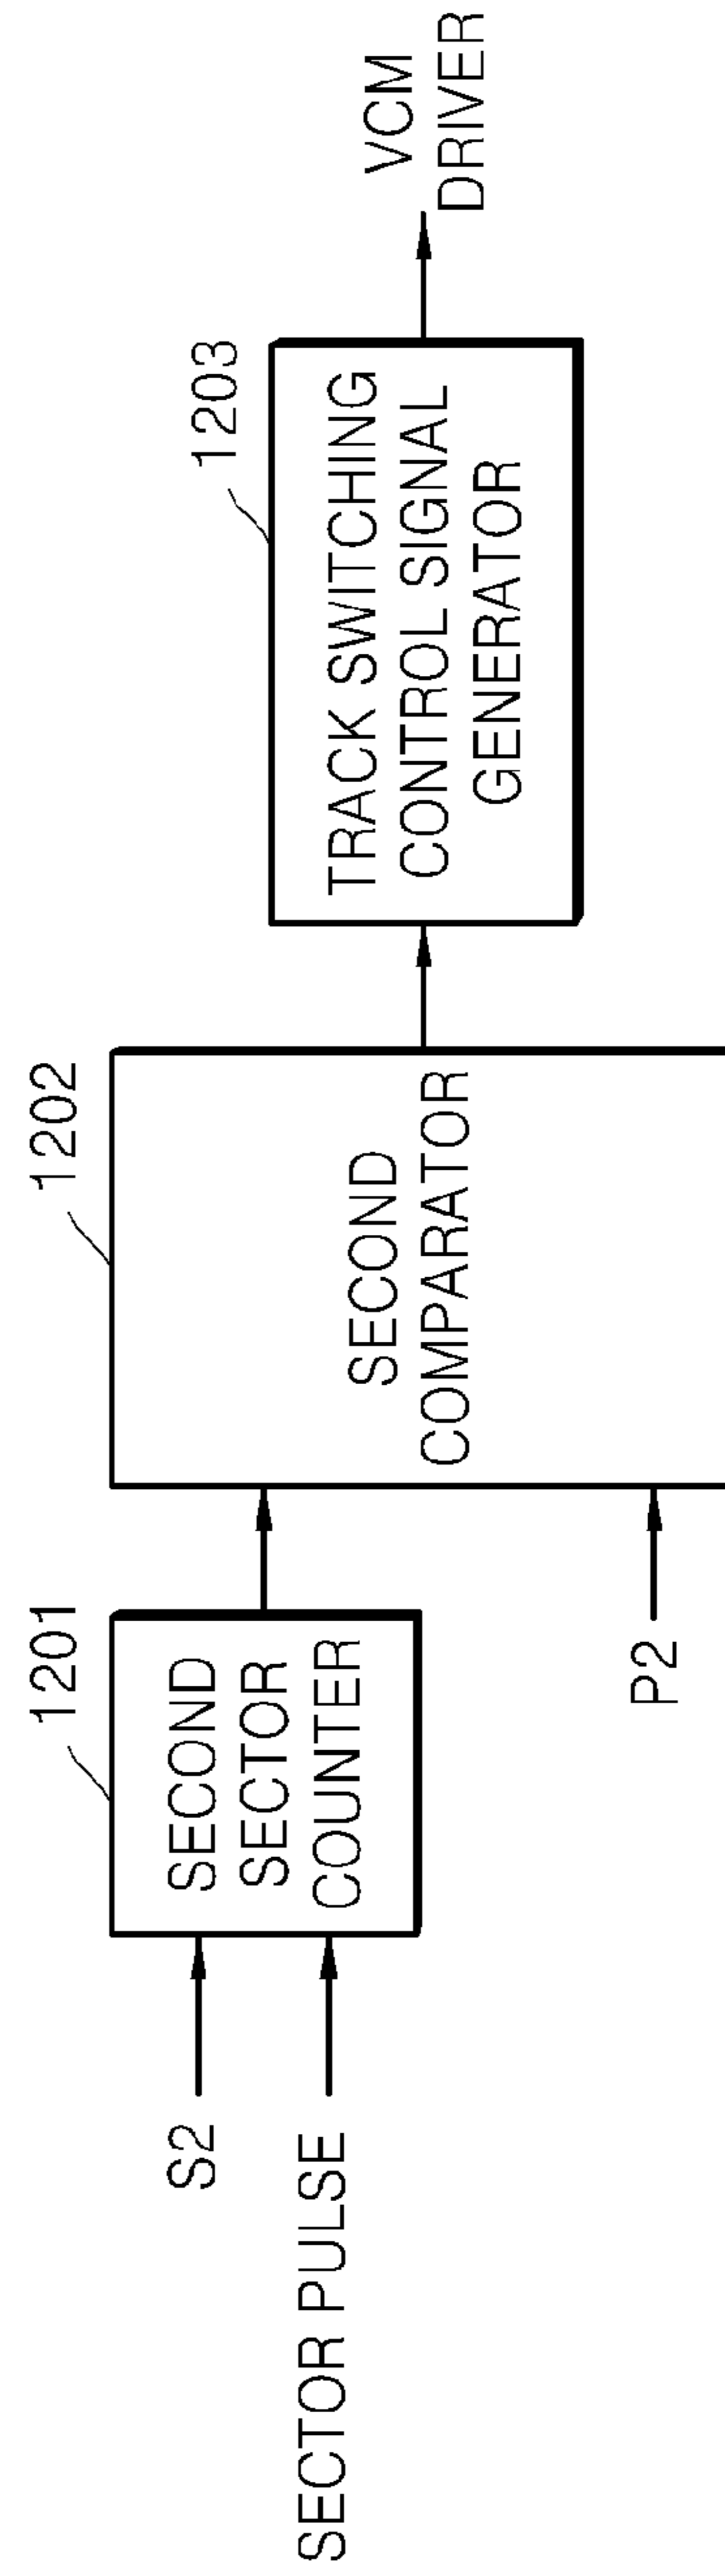 S2
SECTOR PULSE
1201
SECOND
SECTOR
COUNTER
P2
1202
SECOND
COMPARATOR
1203
TRACK SWITCHING
CONTROL SIGNAL
GENERATOR
VCM
DRIVER